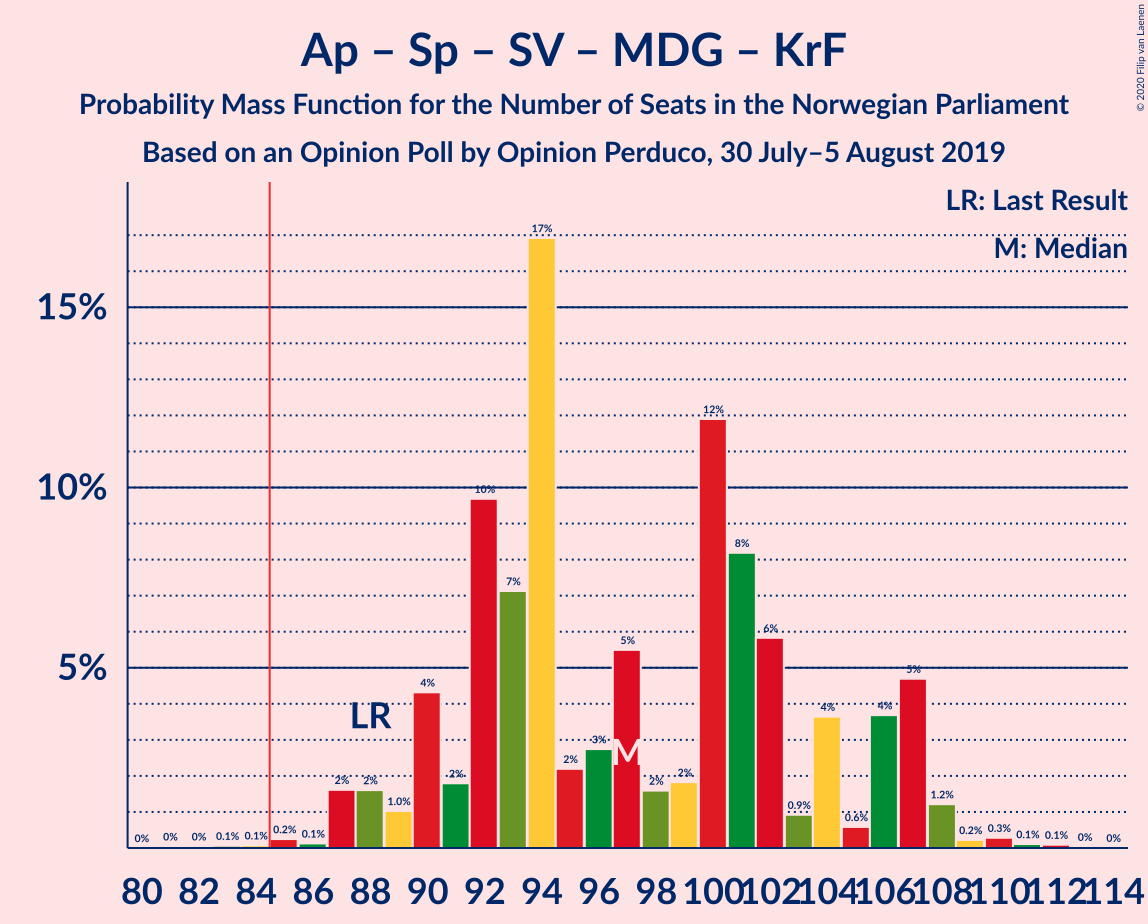 Ap – Sp – SV – MDG – KrF
Probability Mass Function for the Number of Seats in the Norwegian Parliament
Based on an Opinion Poll by Opinion Perduco, 30 July–5 August 2019
© 2020 Filip van Laenen
LR: Last Result
M: Median
15%
10%
5%
0% 0% 0% 0.1% 0.1% 0.2% 0.1% 2% 2% 1.0% 4% 2% 10% 7% 17% 2% 3% 5% 2% 2% 12% 8% 6% 0.9% 4% 0.6% 4% 5% 1.2% 0.2% 0.3% 0.1% 0.1% 0% 0%
LR
M
80 82 84 86 88 90 92 94 96 98 100 102 104 106 108 110 112 114